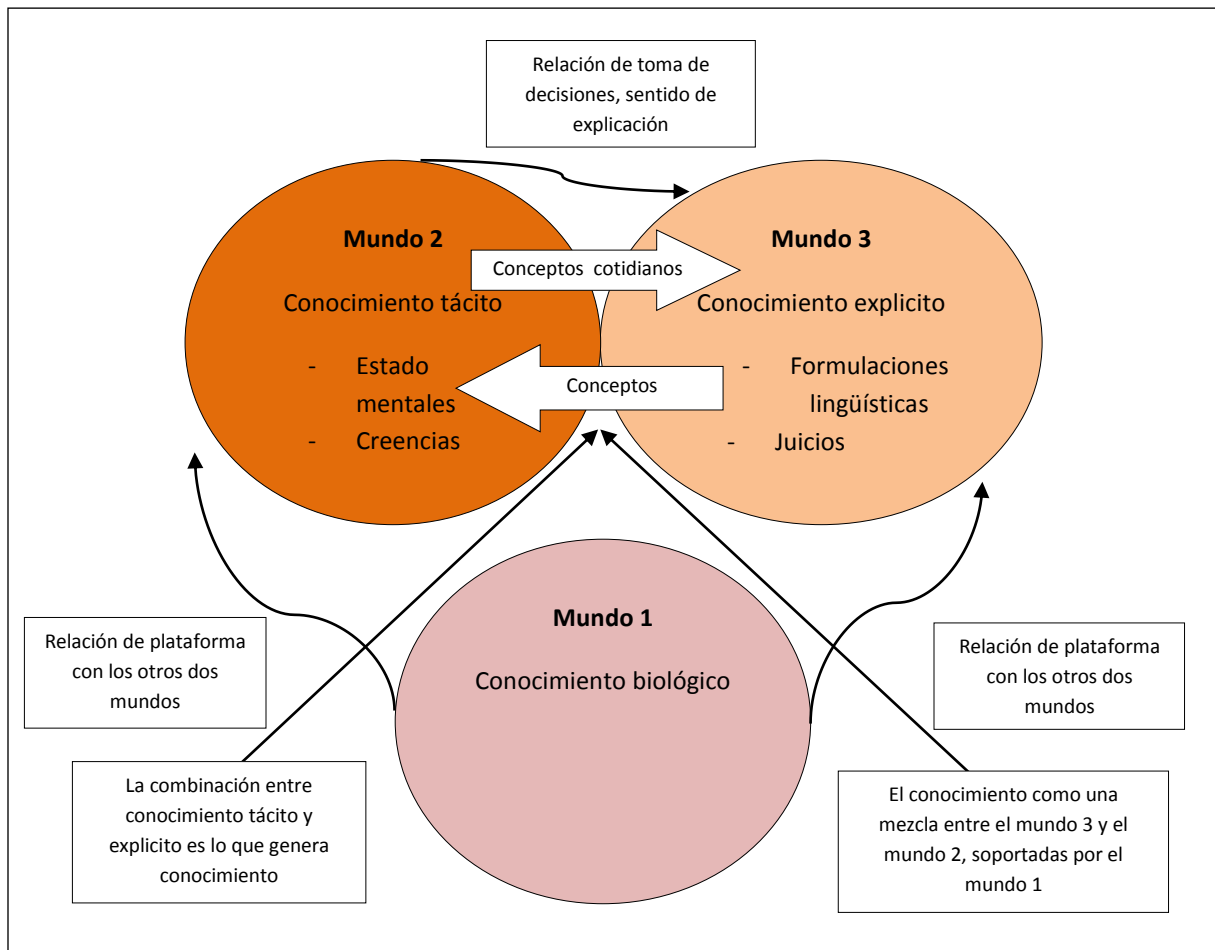 Relación de toma de
decisiones, sentido de
explicación
Mundo 2
Conocimiento tácito
- Estado
mentales
- Creencias
Conceptos cotidianos
Conceptos
Mundo 3
Conocimiento explicito
- Formulaciones
lingüísticas
- Juicios
Mundo 1
Conocimiento biológico
Relación de plataforma
con los otros dos
mundos
Relación de plataforma
con los otros dos
mundos
La combinación entre
conocimiento tácito y
explicito es lo que genera
conocimiento
El conocimiento como una
mezcla entre el mundo 3 y el
mundo 2, soportadas por el
mundo 1